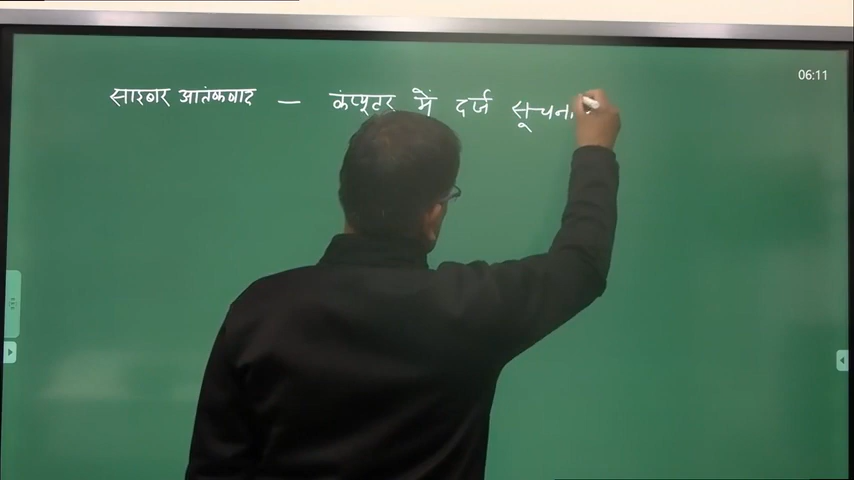 06:11
साइबर आतंकवाद — कंप्यूटर में दर्ज सूचना